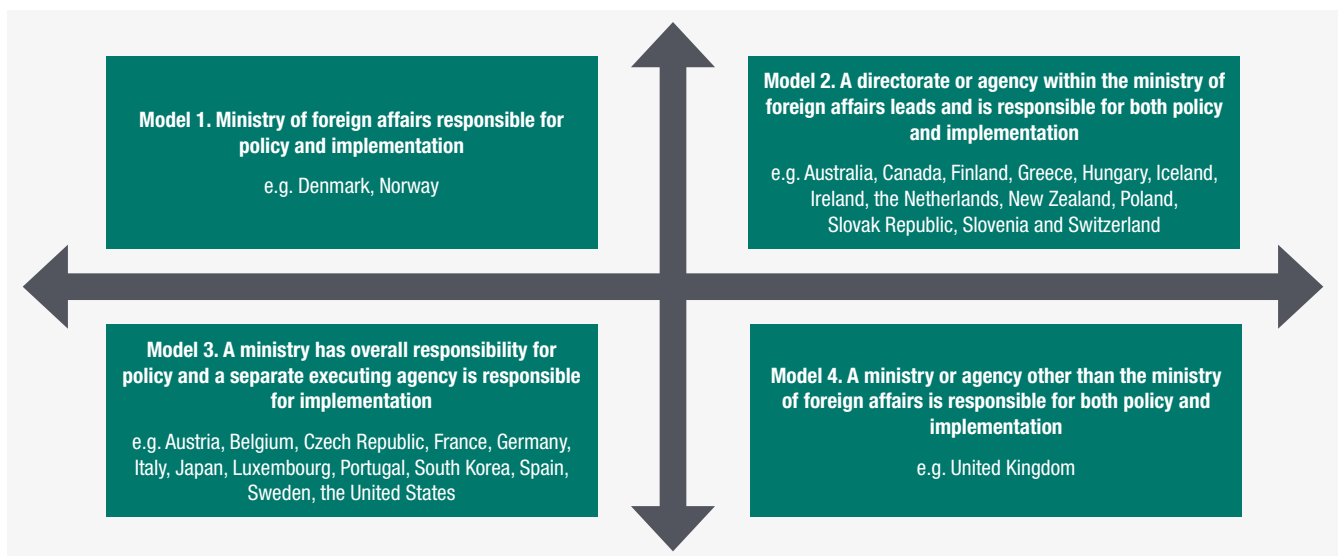 Model 1. Ministry of foreign affairs responsible for
policy and implementation
e.g. Denmark, Norway
Model 2. A directorate or agency within the ministry of
foreign affairs leads and is responsible for both policy
and implementation
e.g. Australia, Canada, Finland, Greece, Hungary, Iceland,
Ireland, the Netherlands, New Zealand, Poland,
Slovak Republic, Slovenia and Switzerland
Model 3. A ministry has overall responsibility for
policy and a separate executing agency is responsible
for implementation
e.g. Austria, Belgium, Czech Republic, France, Germany,
Italy, Japan, Luxembourg, Portugal, South Korea, Spain,
Sweden, the United States
Model 4. A ministry or agency other than the ministry
of foreign affairs is responsible for both policy and
implementation
e.g. United Kingdom